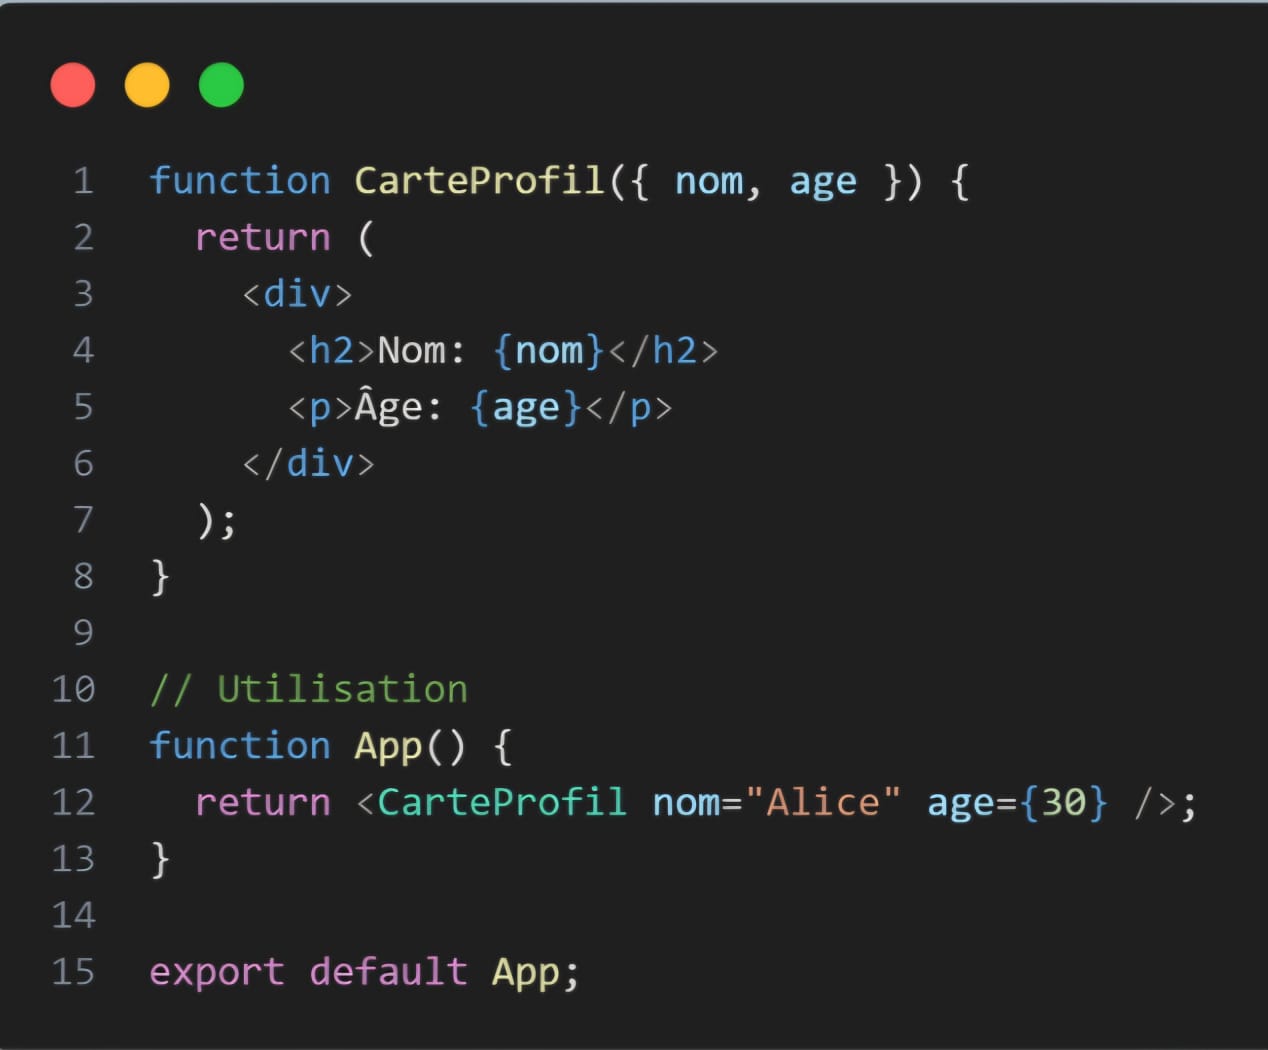 1 function CarteProfil({ nom, age }) {
2   return (
3     <div>
4       <h2>Nom: {nom}</h2>
5       <p>Âge: {age}</p>
6     </div>
7   );
8 }
9
10 // Utilisation
11 function App() {
12   return <CarteProfil nom="Alice" age={30} />;
13 }
14
15 export default App;